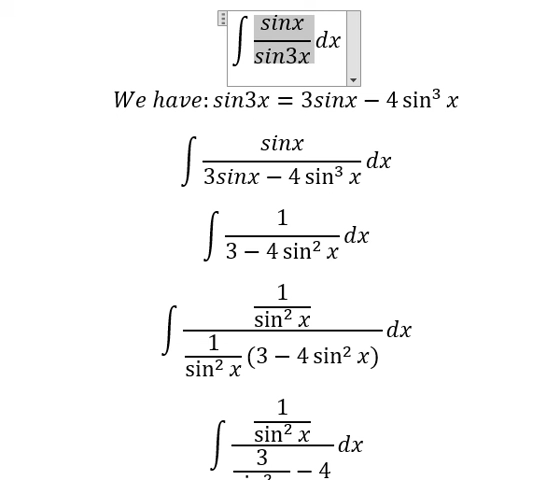 ∫ sinx/sin3x dx
We have: sin3x = 3sinx − 4 sin³ x
∫ sinx/(3sinx − 4 sin³ x) dx
∫ 1/(3 − 4 sin² x) dx
∫ (1/sin² x)/((1/sin² x)(3 − 4 sin² x)) dx
∫ (1/sin² x)/(3/ − 4) dx